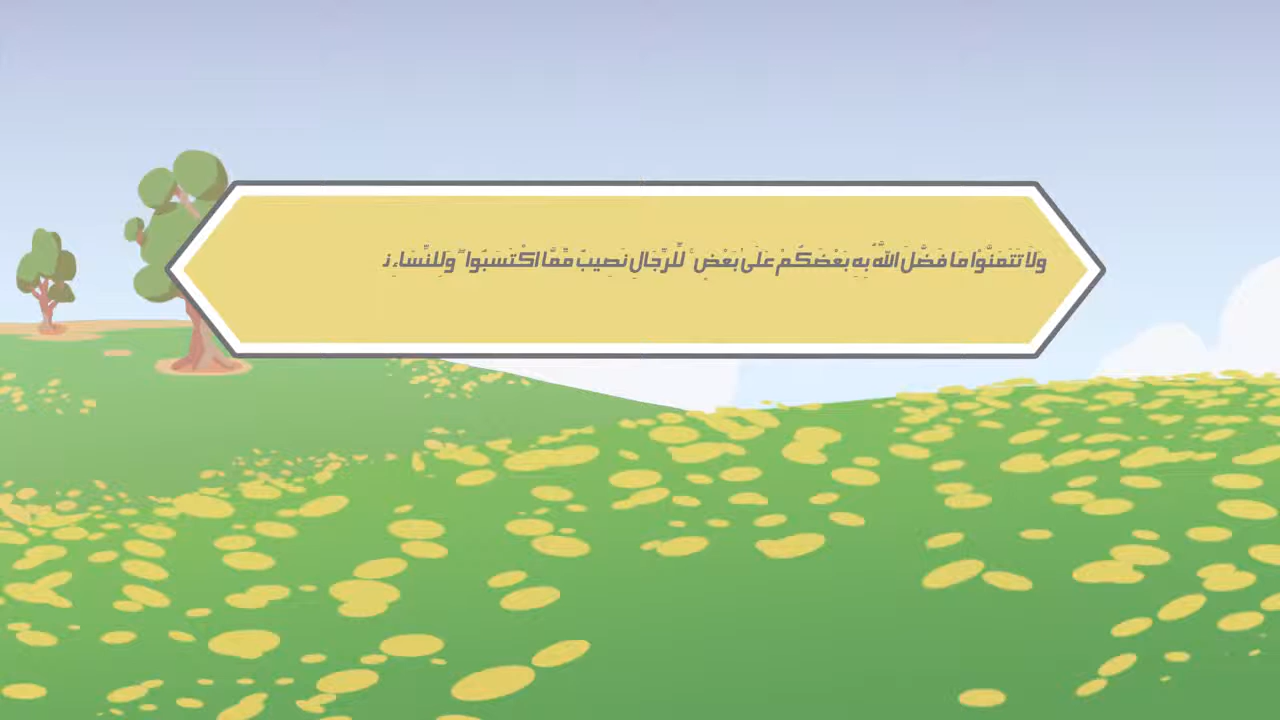 وَلَا تَتَمَنَّوْا مَا فَضَّلَ اللَّهُ بِهِ بَعْضَكُمْ عَلَىٰ بَعْضٍ ۚ لِّلرِّجَالِ نَصِيبٌ مِّمَّا اكْتَسَبُوا ۖ وَلِلنِّسَاءِ نَ